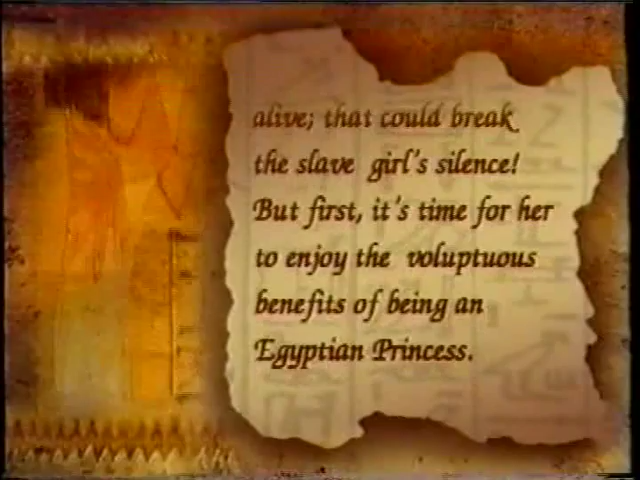 alive; that could break
the slave girl's silence!
But first, it's time for her
to enjoy the voluptuous
benefits of being an
Egyptian Princess.